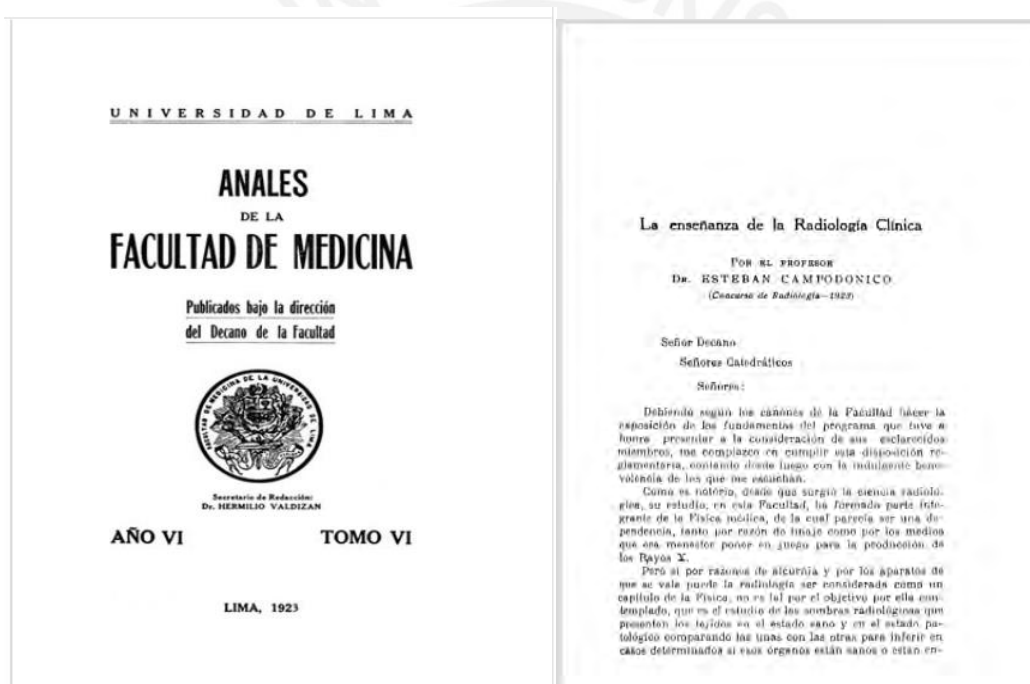 UNIVERSIDAD DE LIMA
ANALES
DE LA
FACULTAD DE MEDICINA
Publicados bajo la dirección
del Decano de la Facultad
FACULTAD DE MEDICINA DE LA UNIVERSIDAD DE LIMA
Secretario de Redacción:
Dr. HERMILIO VALDIZAN
AÑO VI TOMO VI
LIMA, 1923
La enseñanza de la Radiología Clínica
POR EL PROFESOR
DR. ESTEBAN CAMPODONICO
(Concurso de Radiología—1923)
Señor Decano
Señores Catedráticos
Señores:
Debiendo según los cánones de la Facultad hacer la
exposición de los fundamentos del programa que tuve a
honra presentar a la consideración de sus esclarecidos
miembros, me complazco en cumplir esta disposición re-
glamentaria, contando desde luego con la indulgente bene-
volencia de los que me escuchan.
Como es notorio, desde que surgió la ciencia radioló-
gica, su estudio, en esta Facultad, ha formado parte inte-
grante de la Física médica, de la cual parecía ser una de-
pendencia, tanto por razón de linaje como por los medios
que era menester poner en juego para la producción de
los Rayos X.
Pero si por razones de alcurnia y por los aparatos de
que se vale puede la radiología ser considerada como un
capítulo de la Física, no es tal por el objetivo por ella con-
templado, que es el estudio de las sombras radiológicas que
presentan los tejidos en el estado sano y en el estado pa-
tológico comparando las unas con las otras para inferir en
casos determinados si esos órganos están sanos o están en-